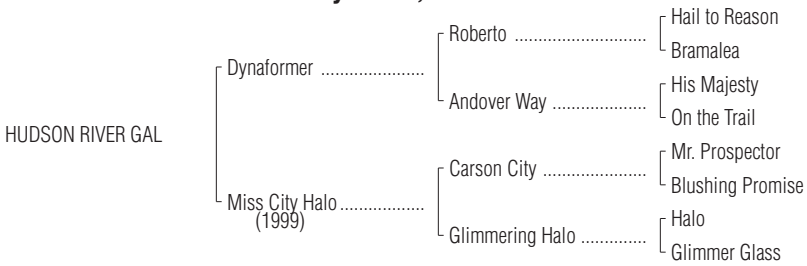 Hail to Reason
Roberto ............................
Bramalea
Dynaformer ......................
His Majesty
Andover Way ....................
On the Trail
HUDSON RIVER GAL
Mr. Prospector
Carson City ......................
Blushing Promise
Miss City Halo ..................
(1999)
Halo
Glimmering Halo ..............
Glimmer Glass